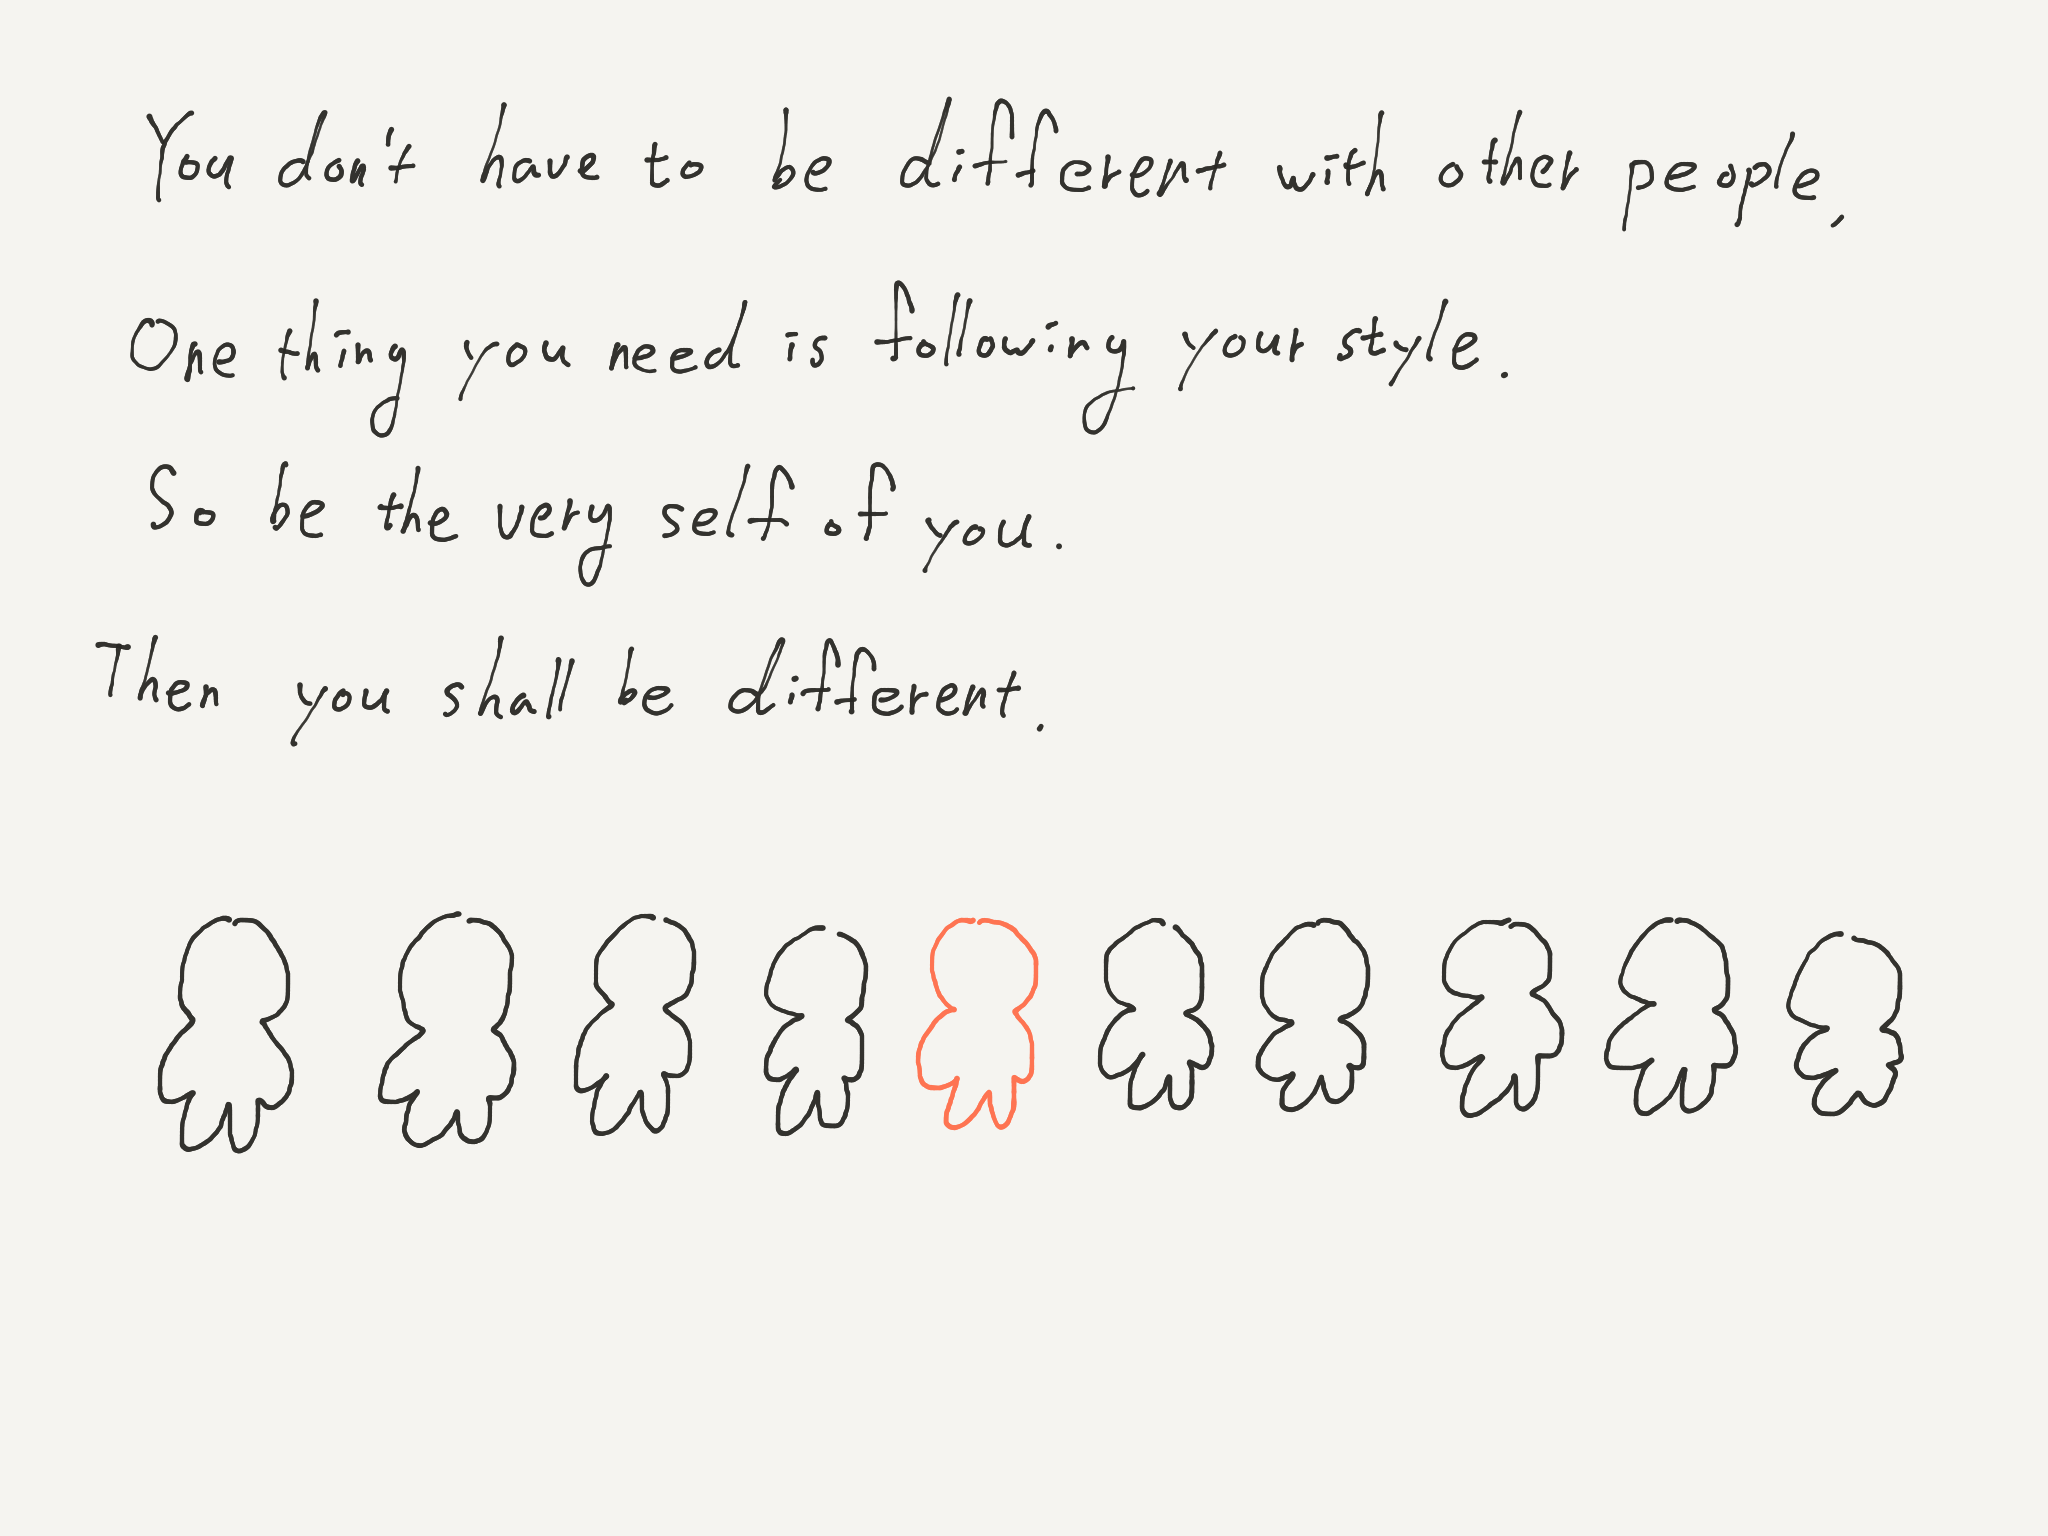 You don't have to be different with other people,
One thing you need is following your style.
So be the very self of you.
Then you shall be different.